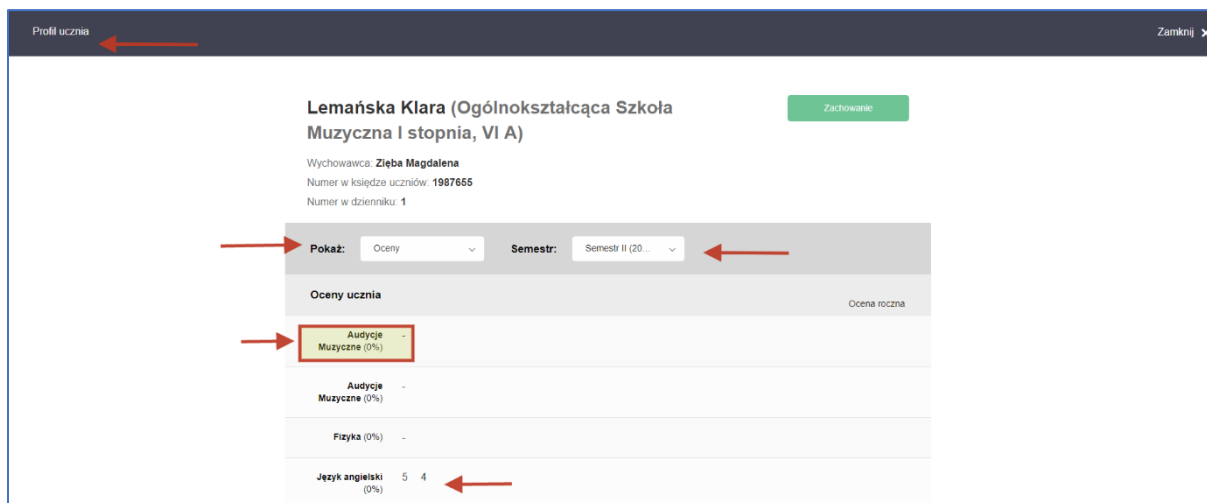 Profil ucznia
Zamknij ×
Lemańska Klara (Ogólnokształcąca Szkoła
Muzyczna I stopnia, VI A)
Zachowanie
Wychowawca: Zięba Magdalena
Numer w księdze uczniów: 1987655
Numer w dzienniku: 1
Pokaż: Oceny Semestr: Semestr II (20...
Oceny ucznia
Ocena roczna
Audycje -
Muzyczne (0%)
Audycje -
Muzyczne (0%)
Fizyka (0%) -
Język angielski 5 4
(0%)